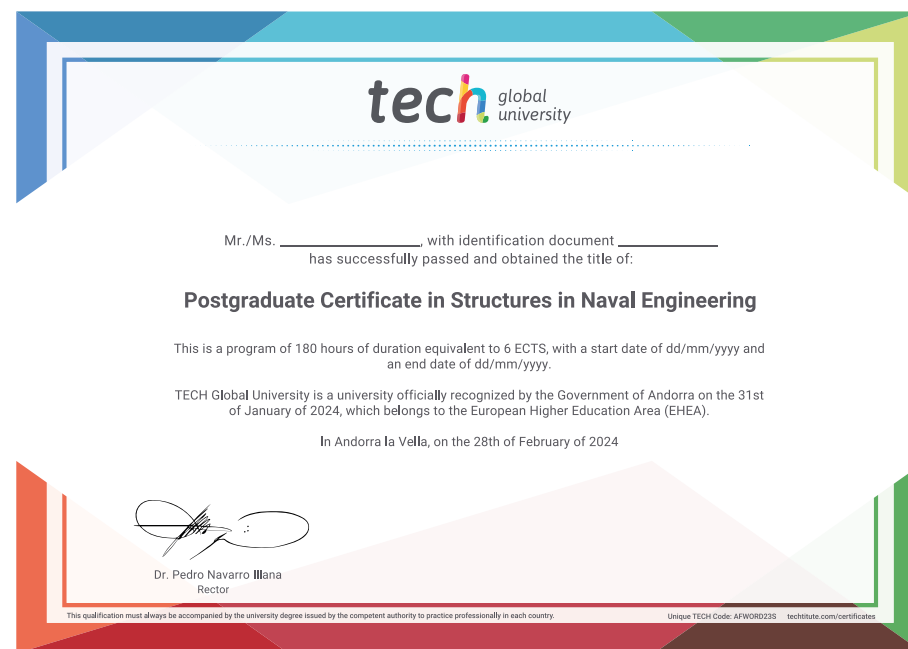 tech global
university
Mr./Ms. ____________________, with identification document ______________
has successfully passed and obtained the title of:
Postgraduate Certificate in Structures in Naval Engineering
This is a program of 180 hours of duration equivalent to 6 ECTS, with a start date of dd/mm/yyyy and
an end date of dd/mm/yyyy.
TECH Global University is a university officially recognized by the Government of Andorra on the 31st
of January of 2024, which belongs to the European Higher Education Area (EHEA).
In Andorra la Vella, on the 28th of February of 2024
Dr. Pedro Navarro Illana
Rector
This qualification must always be accompanied by the university degree issued by the competent authority to practice professionally in each country.
Unique TECH Code: AFWORD23S techtitute.com/certificates